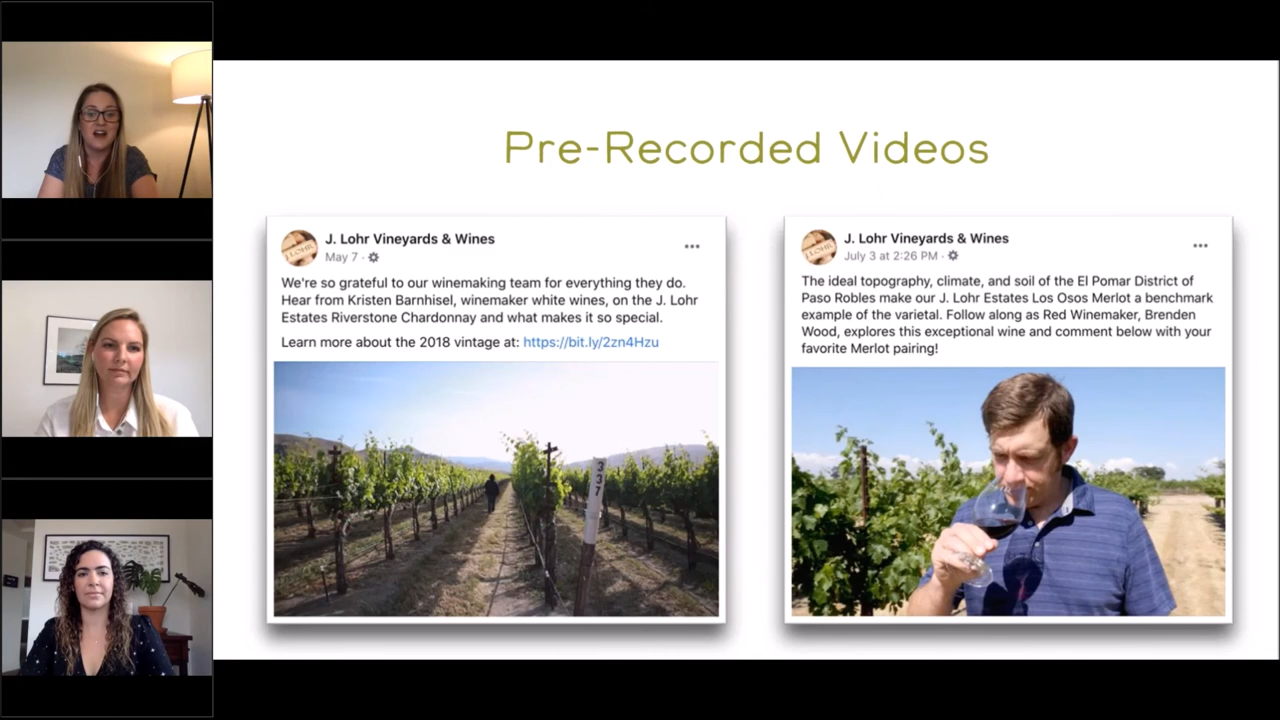 Pre-Recorded Videos
J. Lohr Vineyards & Wines
May 7 ·
We're so grateful to our winemaking team for everything they do.
Hear from Kristen Barnhisel, winemaker white wines, on the J. Lohr
Estates Riverstone Chardonnay and what makes it so special.
Learn more about the 2018 vintage at: https://bit.ly/2zn4Hzu
337
J. Lohr Vineyards & Wines
July 3 at 2:26 PM ·
The ideal topography, climate, and soil of the El Pomar District of
Paso Robles make our J. Lohr Estates Los Osos Merlot a benchmark
example of the varietal. Follow along as Red Winemaker, Brenden
Wood, explores this exceptional wine and comment below with your
favorite Merlot pairing!